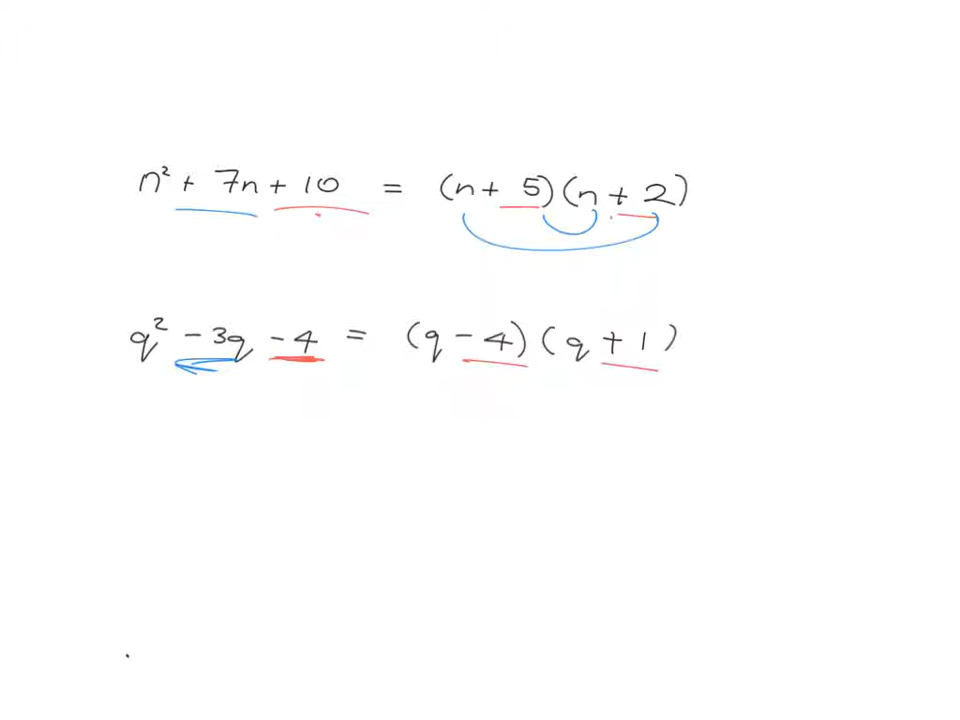 n² + 7n + 10 = (n + 5)(n + 2)
q² - 3q - 4 = (q - 4)(q + 1)